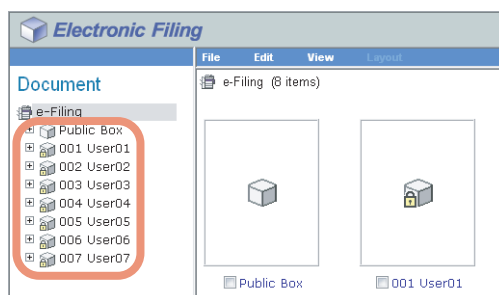 Electronic Filing
File Edit View Layout
Document
e-Filing (8 items)
e-Filing
Public Box
001 User01
002 User02
003 User03
004 User04
005 User05
006 User06
007 User07
Public Box
001 User01